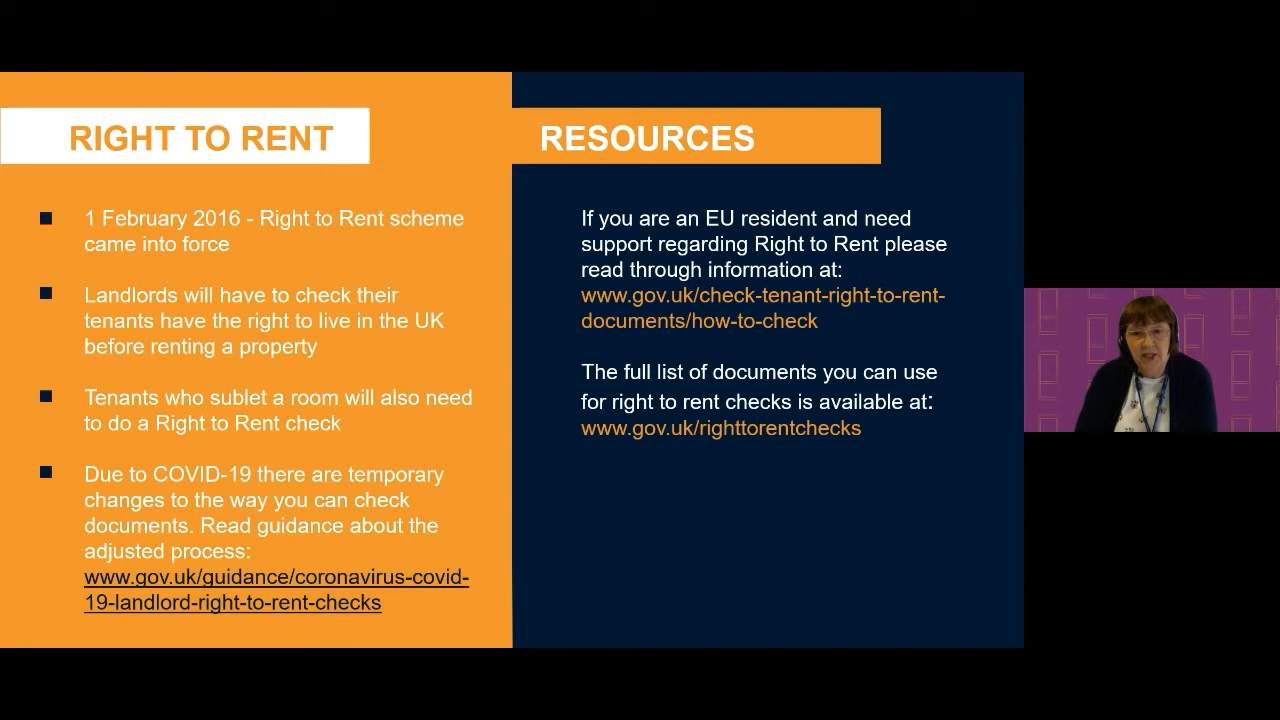 RIGHT TO RENT
1 February 2016 - Right to Rent scheme
came into force
Landlords will have to check their
tenants have the right to live in the UK
before renting a property
Tenants who sublet a room will also need
to do a Right to Rent check
Due to COVID-19 there are temporary
changes to the way you can check
documents. Read guidance about the
adjusted process:
www.gov.uk/guidance/coronavirus-covid-
19-landlord-right-to-rent-checks
RESOURCES
If you are an EU resident and need
support regarding Right to Rent please
read through information at:
www.gov.uk/check-tenant-right-to-rent-
documents/how-to-check
The full list of documents you can use
for right to rent checks is available at:
www.gov.uk/righttorentchecks